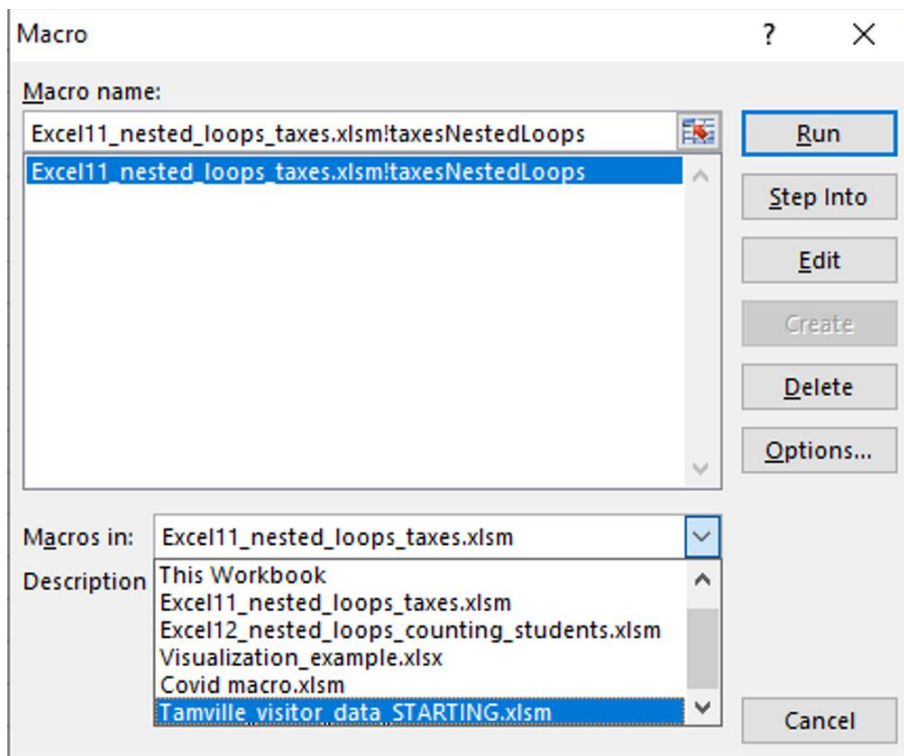 Macro
?
Macro name:
Excel11_nested_loops_taxes.xlsm!taxesNestedLoops
Run
Excel11_nested_loops_taxes.xlsm!taxesNestedLoops
Step Into
Edit
Create
Delete
Options...
Macros in:
Excel11_nested_loops_taxes.xlsm
Description
This Workbook
Excel11_nested_loops_taxes.xlsm
Excel12_nested_loops_counting_students.xlsm
Visualization_example.xlsx
Covid macro.xlsm
Tamville_visitor_data_STARTING.xlsm
Cancel